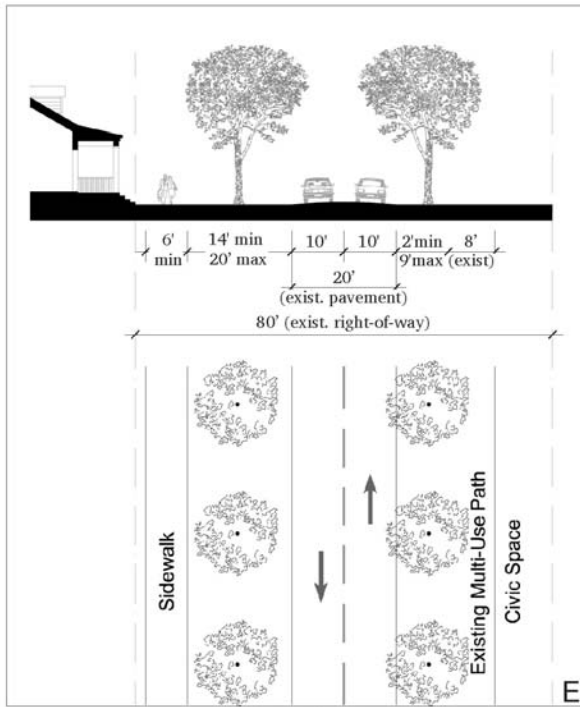 6' 14' min 10' 10' 2'min 8'
min 20' max 9'max (exist)
20'
(exist. pavement)
80' (exist. right-of-way)
Sidewalk
Existing Multi-Use Path
Civic Space
E